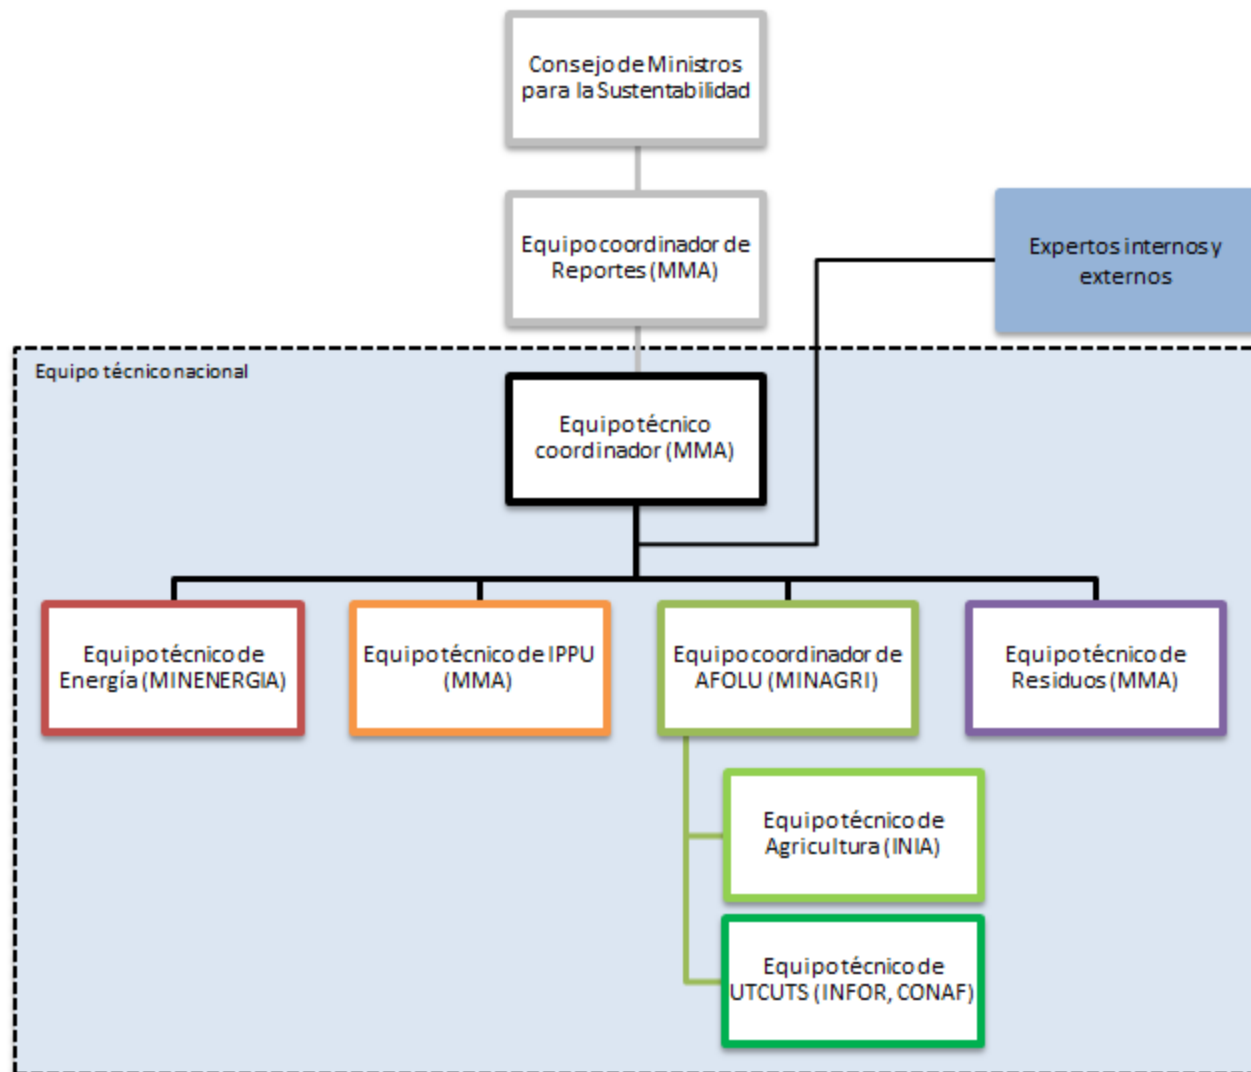 Consejo de Ministros
para la Sustentabilidad
Equipo coordinador de
Reportes (MMA)
Expertos internos y
externos
Equipo técnico nacional
Equipo técnico
coordinador (MMA)
Equipo técnico de
Energía (MINENERGIA)
Equipo técnico de IPPU
(MMA)
Equipo coordinador de
AFOLU (MINAGRI)
Equipo técnico de
Residuos (MMA)
Equipo técnico de
Agricultura (INIA)
Equipo técnico de
UTCUTS (INFOR, CONAF)